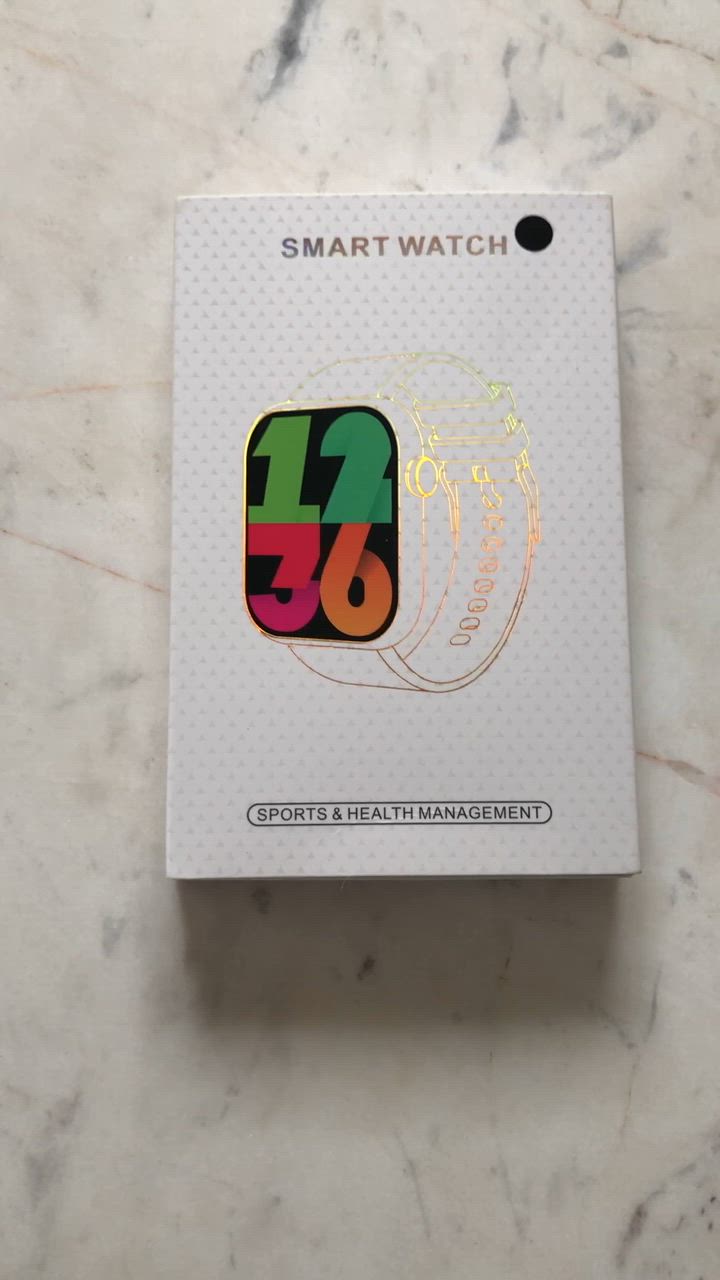 SMART WATCH
12
36
SPORTS & HEALTH MANAGEMENT